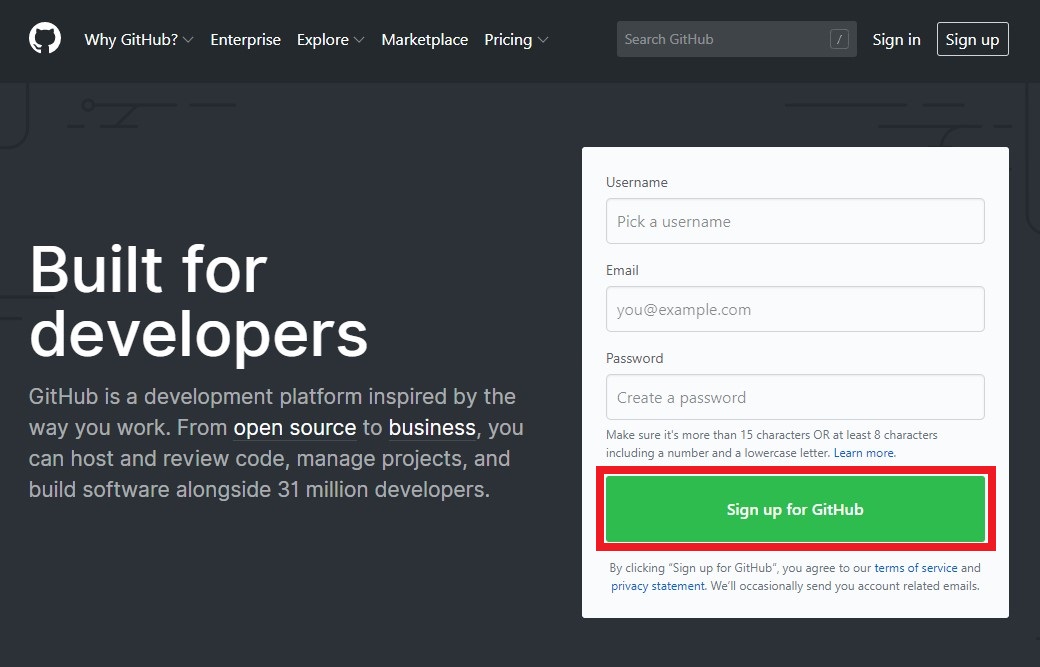 Why GitHub? Enterprise Explore Marketplace Pricing Search GitHub / Sign in Sign up
Built for
developers
GitHub is a development platform inspired by the
way you work. From open source to business, you
can host and review code, manage projects, and
build software alongside 31 million developers.
Username
Pick a username
Email
you@example.com
Password
Create a password
Make sure it's more than 15 characters OR at least 8 characters
including a number and a lowercase letter. Learn more.
Sign up for GitHub
By clicking “Sign up for GitHub”, you agree to our terms of service and
privacy statement. We’ll occasionally send you account related emails.